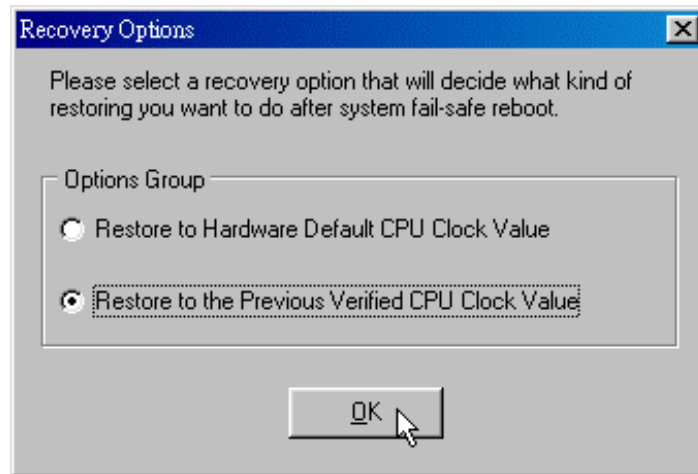 Recovery Options
Please select a recovery option that will decide what kind of
restoring you want to do after system fail-safe reboot.
Options Group
Restore to Hardware Default CPU Clock Value
Restore to the Previous Verified CPU Clock Value
OK